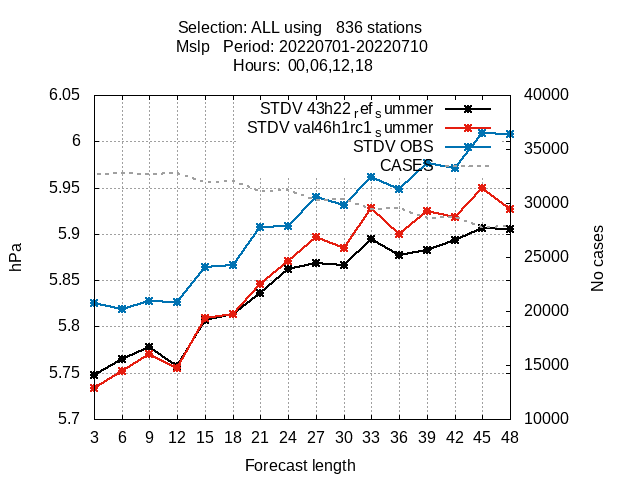 Selection: ALL using   836 stations
Mslp   Period: 20220701-20220710
Hours:  00,06,12,18
6.05
6
5.95
5.9
5.85
5.8
5.75
5.7
hPa
STDV 43h22ref summer
STDV val46h1rc1summer
STDV OBS
CASES
40000
35000
30000
25000
20000
15000
10000
No cases
3 6 9 12 15 18 21 24 27 30 33 36 39 42 45 48
Forecast length